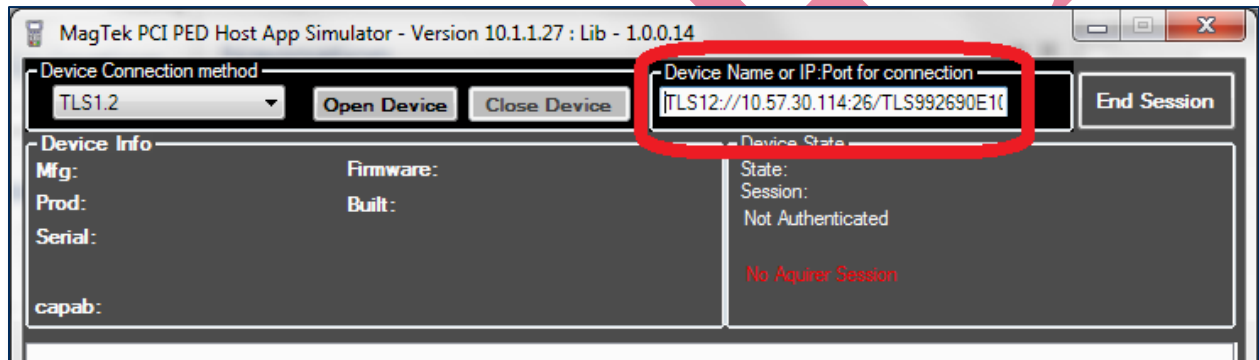 MagTek PCI PED Host App Simulator - Version 10.1.1.27 : Lib - 1.0.0.14
Device Connection method
TLS1.2
Open Device
Close Device
Device Name or IP:Port for connection
TLS12://10.57.30.114:26/TLS992690E10
End Session
Device Info
Mfg:
Firmware:
Prod:
Built:
Serial:
capab:
Device State
State:
Session:
Not Authenticated
No Aquirer Session